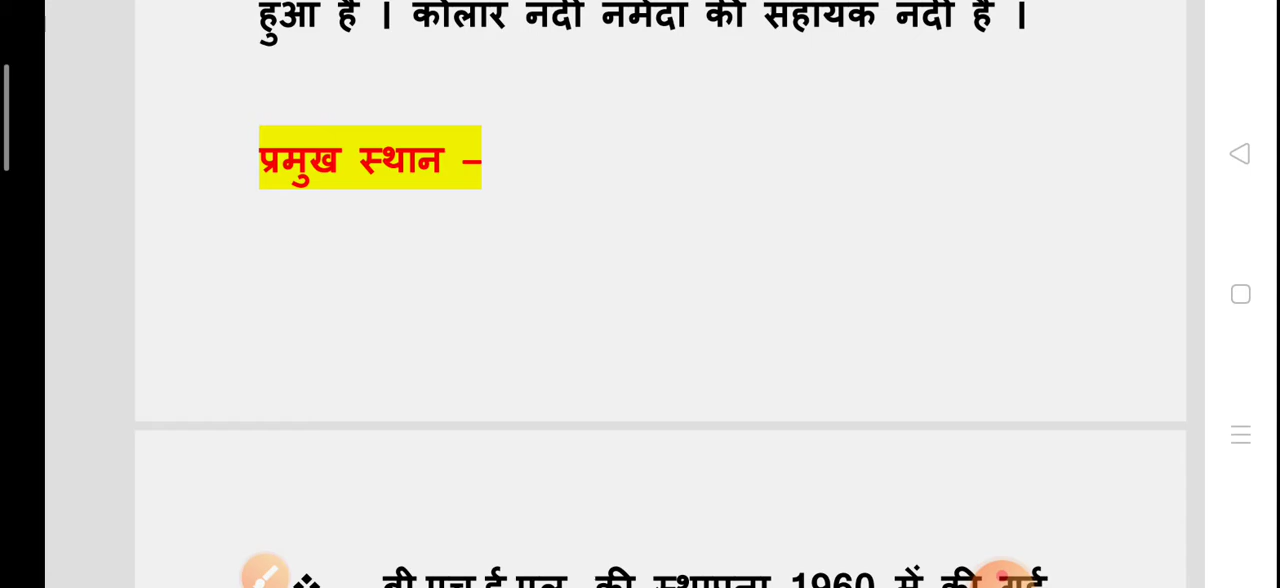 हुआ है । कोलार नदी नर्मदा की सहायक नदी है ।
प्रमुख स्थान –
❖ बी.एच.ई.एल. की स्थापना 1960 में की गई